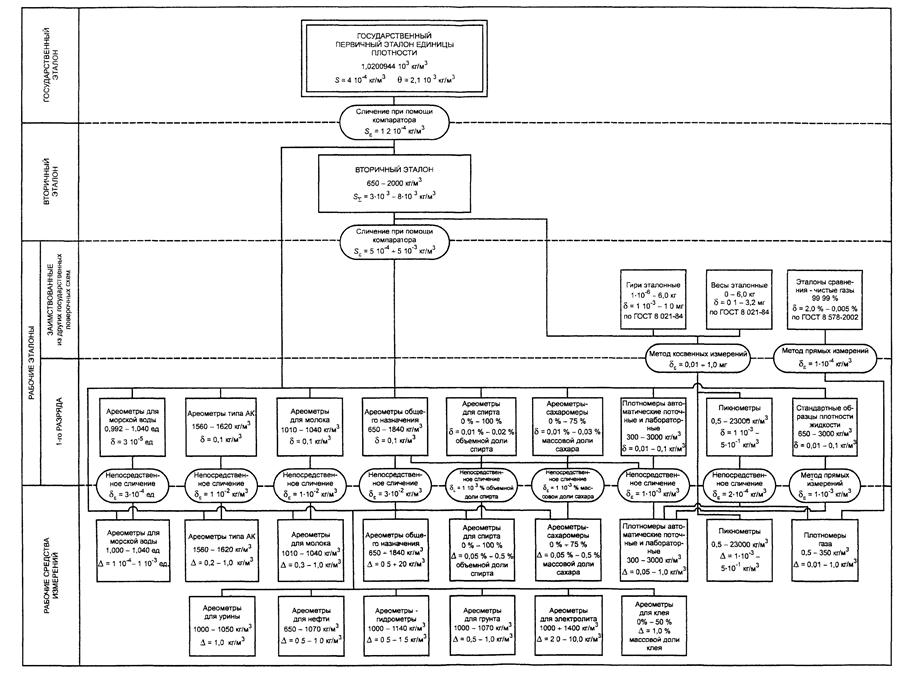 ГОСУДАРСТВЕННЫЙ
ЭТАЛОН
ГОСУДАРСТВЕННЫЙ
ПЕРВИЧНЫЙ ЭТАЛОН ЕДИНИЦЫ
ПЛОТНОСТИ
1,0200944 10³ кг/м³
S = 4 10⁻⁴ кг/м³ θ = 2,1 10⁻³ кг/м³
Сличение при помощи
компаратора
S_ε = 1 2 10⁻⁴ кг/м³
ВТОРИЧНЫЙ
ЭТАЛОН
ВТОРИЧНЫЙ ЭТАЛОН
650 – 2000 кг/м³
S_Σ = 3·10⁻³ – 8·10⁻³ кг/м³
Сличение при помощи
компаратора
S_ε = 5 10⁻⁴ ÷ 5 10⁻³ кг/м³
РАБОЧИЕ ЭТАЛОНЫ
ЗАИМСТВОВАННЫЕ
из других государственных
поверочных схем
Гири эталонные
1·10⁻⁶ – 6,0 кг
δ = 1 10⁻³ – 1 0 мг
по ГОСТ 8 021-84
Весы эталонные
0 – 6,0 кг
δ = 0 1 – 3,2 мг
по ГОСТ 8 021-84
Эталоны сравне-
ния - чистые газы
99 99 %
δ = 2,0 % – 0,005 %
по ГОСТ 8 578-2002
Метод косвенных измерений
δ_ε = 0,01 ÷ 1,0 мг
Метод прямых измерений
δ_ε = 1·10⁻⁴ кг/м³
1-го РАЗРЯДА
Ареометры для
морской воды
0,992 – 1,040 ед
δ = 3·10⁻⁵ ед
Ареометры типа АК
1560 – 1620 кг/м³
δ = 0,1 кг/м³
Ареометры
для молока
1010 – 1040 кг/м³
δ = 0,1 кг/м³
Ареометры обще-
го назначения
650 – 1840 кг/м³
δ = 0,1 кг/м³
Ареометры
для спирта
0 % – 100 %
δ = 0,01 % – 0,02 %
объемной доли
спирта
Ареометры-
сахаромеры
0 % – 75 %
δ = 0,01 % – 0,03 %
массовой доли
сахара
Плотномеры авто-
матические поточ-
ные и лаборатор-
ные
300 – 3000 кг/м³
δ = 0,01 – 0,1 кг/м³
Пикнометры
0,5 – 23000 кг/м³
δ = 1 10⁻³ –
5·10⁻¹ кг/м³
Стандартные об-
разцы плотности
жидкости
650 – 3000 кг/м³
δ = 0,01 – 0,1 кг/м³
Непосредствен-
ное сличение
δ_ε = 3·10⁻⁴ ед
Непосредствен-
ное сличение
δ_ε = 1 10⁻² кг/м³
Непосредствен-
ное сличение
δ_ε = 1·10⁻² кг/м³
Непосредствен-
ное сличение
δ_ε = 3·10⁻² кг/м³
Непосредствен-
ное сличение
объемной
доли спирта
Непосредствен-
ное сличение
мас-
совой доли сахара
Непосредствен-
ное сличение
δ_ε = 1·10⁻³ кг/м³
Непосредствен-
ное сличение
δ_ε = 2·10⁻⁴ кг/м³
Метод прямых
измерений
δ_ε = 1·10⁻³ кг/м³
РАБОЧИЕ СРЕДСТВА
ИЗМЕРЕНИЙ
Ареометры для
морской воды
1,000 – 1,040 ед
Δ = 1 10⁻⁴ – 1 10⁻³ ед.
Ареометры типа АК
1560 – 1620 кг/м³
Δ = 0,2 – 1,0 кг/м³
Ареометры
для молока
1010 – 1040 кг/м³
Δ = 0.3 – 1,0 кг/м³
Ареометры обще-
го назначения
650 ÷ 1840 кг/м³
Δ = 0 5 ÷ 20 кг/м³
Ареометры
для спирта
0 % – 100 %
Δ = 0,05 % – 0.5 %
объемной доли
спирта
Ареометры-
сахаромеры
0 % – 75 %
Δ = 0,05 % – 0.5 %
массовой доли
сахара
Плотномеры авто-
матические поточ-
ные и лаборатор-
ные
300 – 3000 кг/м³
Δ = 0,05 – 1,0 кг/м³
Пикнометры
0,5 – 23000 кг/м³
Δ = 1·10⁻³ –
5·10⁻¹ кг/м³
Плотномеры
газа
0,5 – 350 кг/м³
Δ = 0,01 – 1,0 кг/м³
Ареометры
для урины
1000 – 1050 кг/м³
Δ = 1,0 кг/м³
Ареометры
для нефти
650 – 1070 кг/м³
Δ = 0 5 - 1 0 кг/м³
Ареометры -
гидрометры
1000 – 1140 кг/м³
Δ = 0 5 - 1 5 кг/м³
Ареометры
для грунта
1000 – 1070 кг/м³
Δ = 0,5 – 1,0 кг/м³
Ареометры
для электролита
1000 ÷ 1400 кг/м³
Δ = 2 0 – 10,0 кг/м³
Ареометры для
клея
0% – 50 %
Δ = 1,0 %
массовой доли
клея